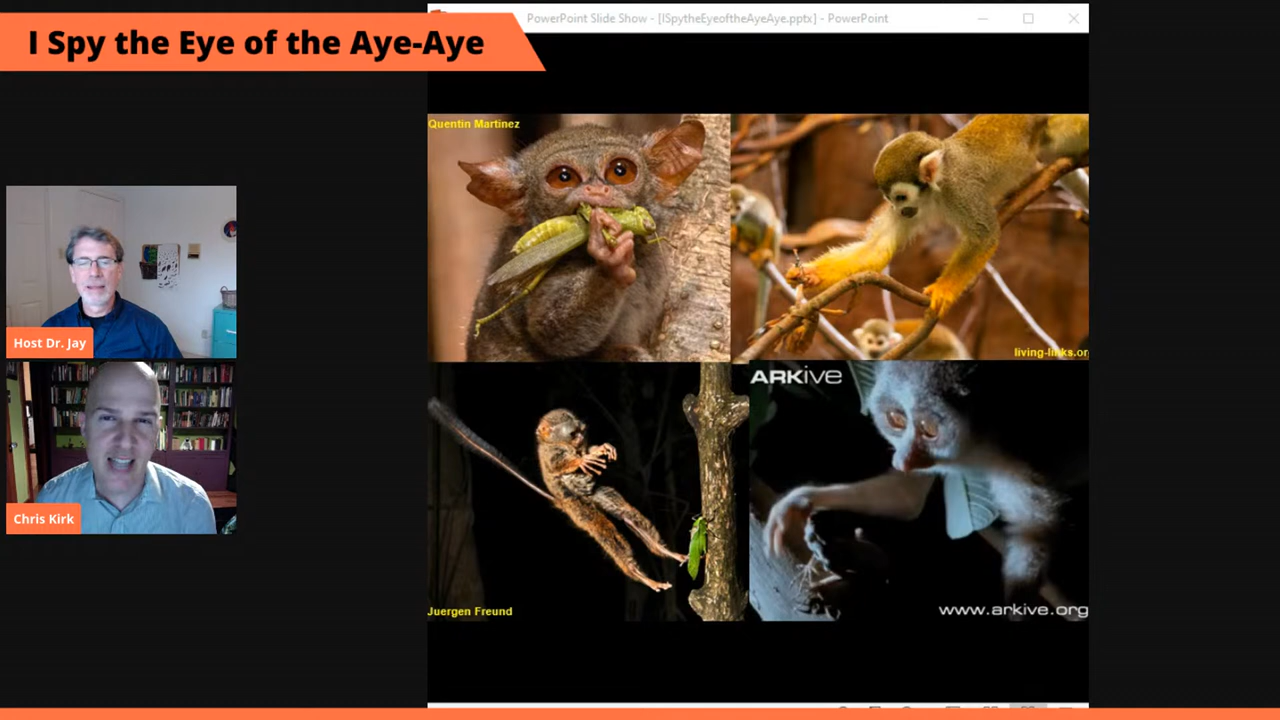 PowerPoint Slide Show - [ISpytheEyeoftheAyeAye.pptx] - PowerPoint
I Spy the Eye of the Aye-Aye
Quentin Martinez
living-links.or
Host Dr. Jay
ARKive
Chris Kirk
Juergen Freund
www.arkive.org